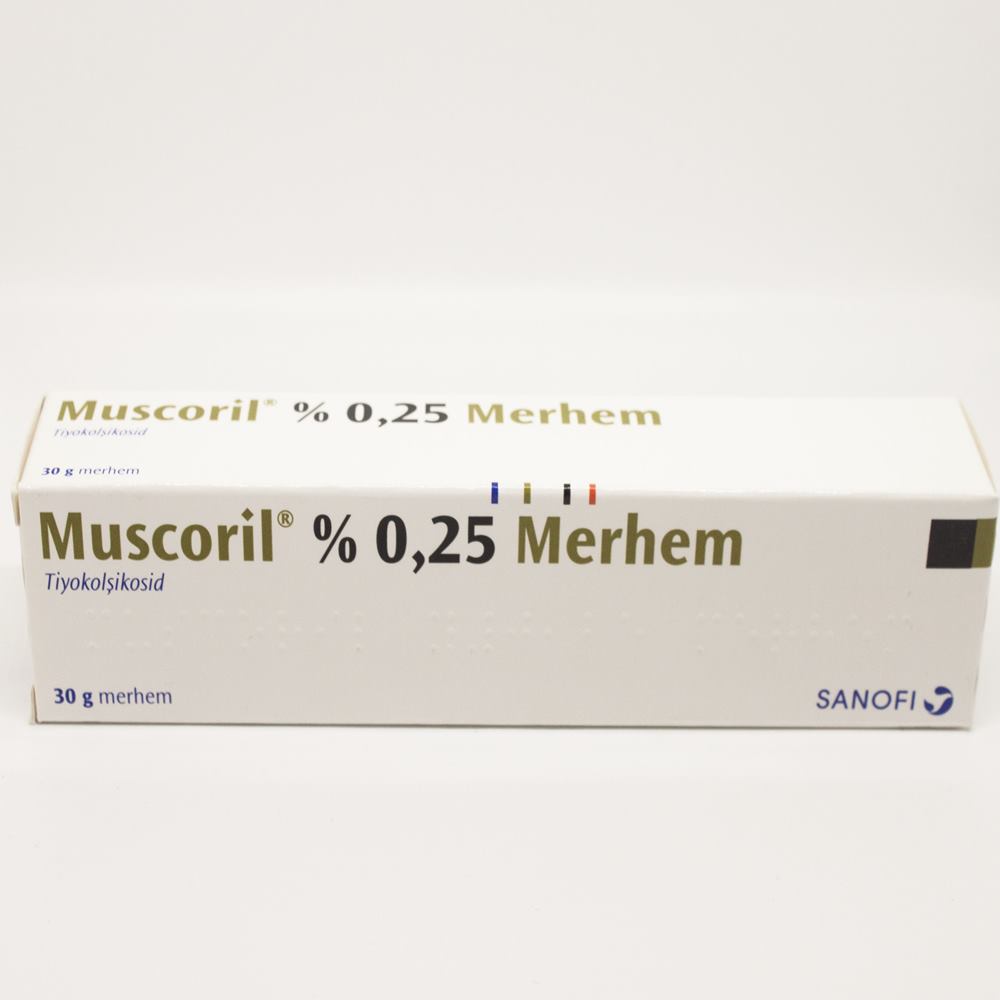 Muscoril® % 0,25 Merhem
Tiyokolşikosid
30 g merhem
Muscoril® % 0,25 Merhem
Tiyokolşikosid
30 g merhem
SANOFI